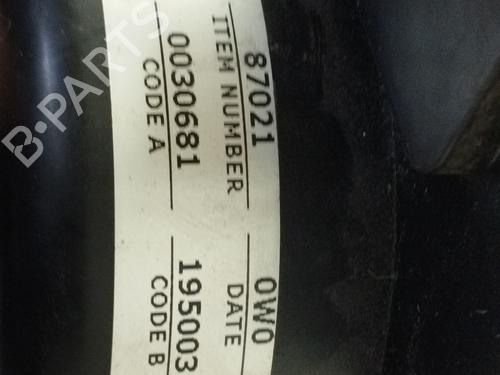 87021 0W0
ITEM NUMBER DATE
0030681 195003
CODE A CODE B
B-PARTS